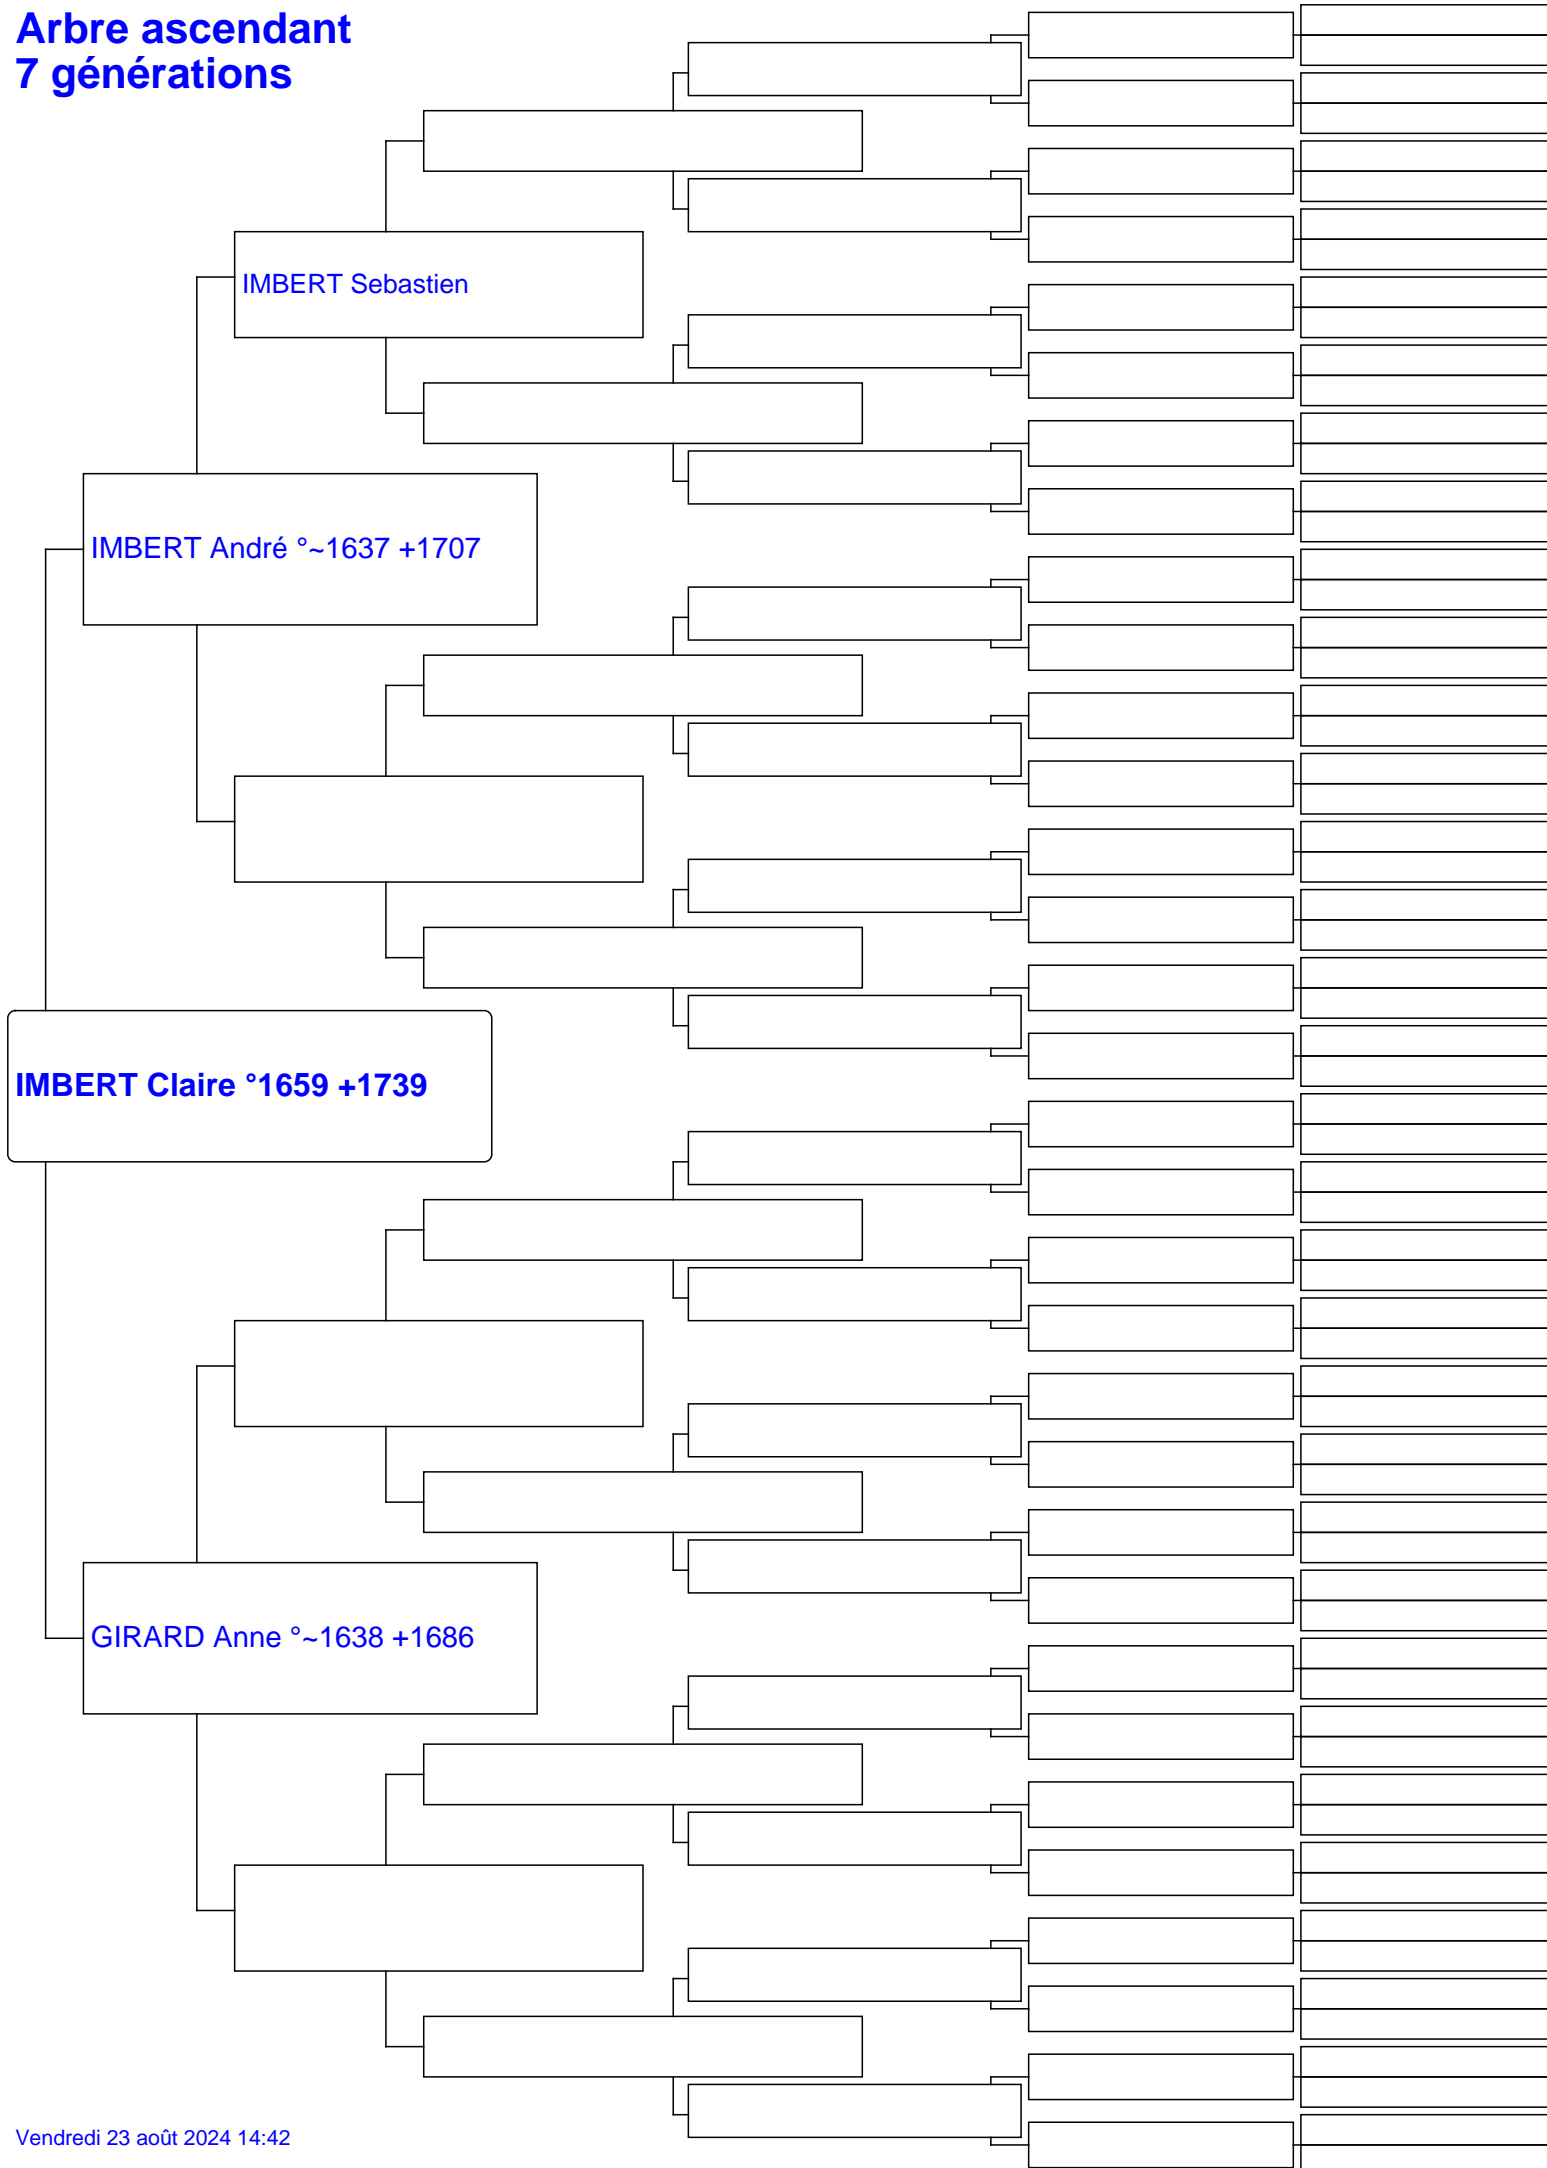 Arbre ascendant
7 générations
IMBERT Sebastien
IMBERT André °~1637 +1707
IMBERT Claire °1659 +1739
GIRARD Anne °~1638 +1686
Vendredi 23 août 2024 14:42